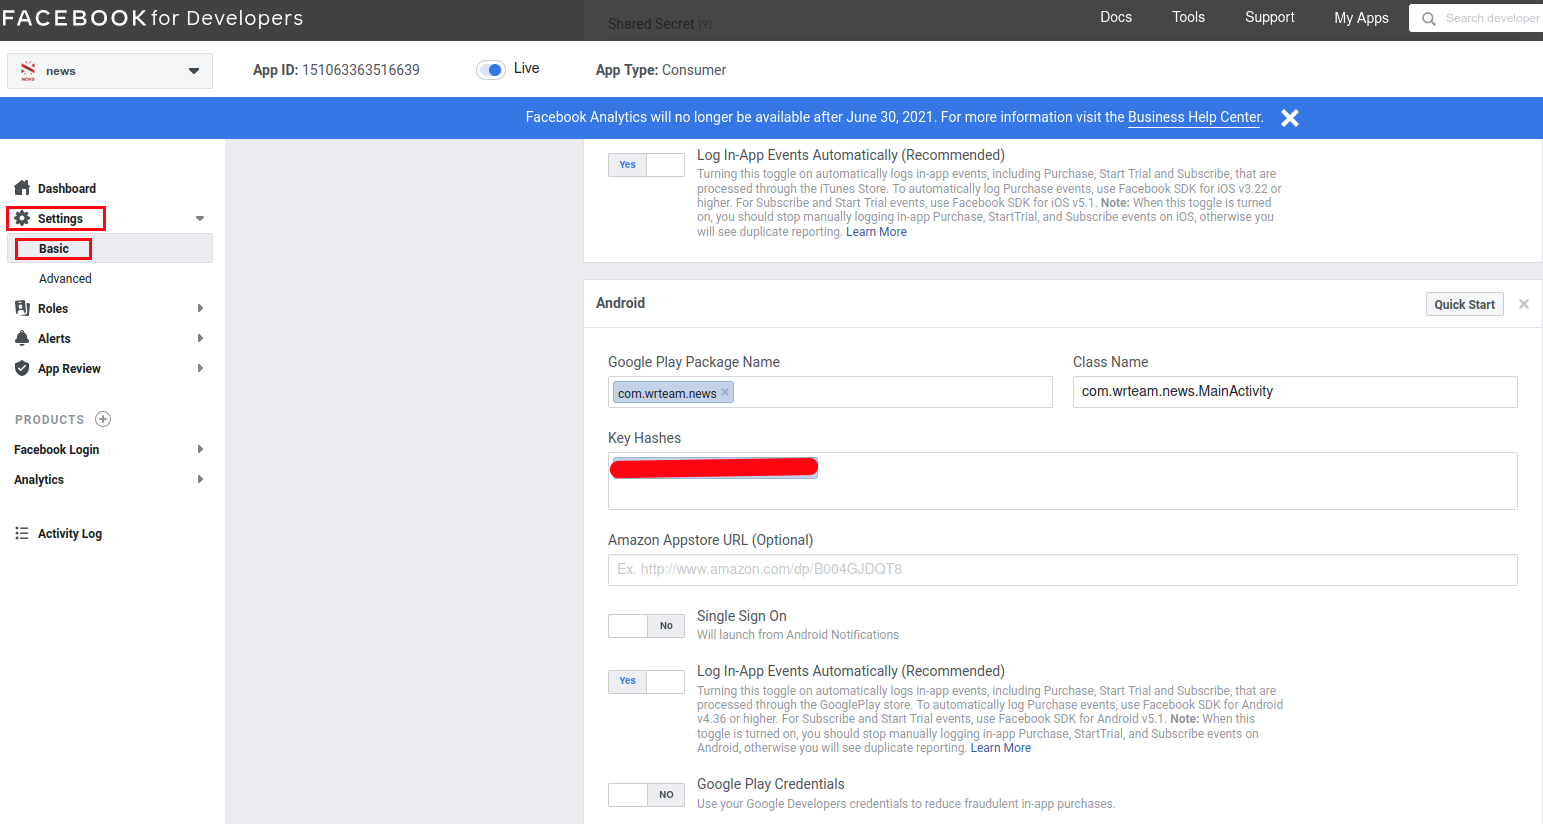 FACEBOOK for Developers
Shared Secret [?]
Docs Tools Support My Apps Search developer
NEWS
news
App ID: 151063363516639
Live
App Type: Consumer
Facebook Analytics will no longer be available after June 30, 2021. For more information visit the Business Help Center.
Dashboard
Settings
Basic
Advanced
Roles
Alerts
App Review
PRODUCTS
Facebook Login
Analytics
Activity Log
Yes
Log In-App Events Automatically (Recommended)
Turning this toggle on automatically logs in-app events, including Purchase, Start Trial and Subscribe, that are
processed through the iTunes Store. To automatically log Purchase events, use Facebook SDK for iOS v3.22 or
higher. For Subscribe and Start Trial events, use Facebook SDK for iOS v5.1. Note: When this toggle is turned
on, you should stop manually logging in-app Purchase, StartTrial, and Subscribe events on iOS, otherwise you
will see duplicate reporting. Learn More
Android
Quick Start
Google Play Package Name
com.wrteam.news
Class Name
com.wrteam.news.MainActivity
Key Hashes
Amazon Appstore URL (Optional)
Ex. http://www.amazon.com/dp/B004GJDQT8
No
Single Sign On
Will launch from Android Notifications
Yes
Log In-App Events Automatically (Recommended)
Turning this toggle on automatically logs in-app events, including Purchase, Start Trial and Subscribe, that are
processed through the GooglePlay store. To automatically log Purchase events, use Facebook SDK for Android
v4.36 or higher. For Subscribe and Start Trial events, use Facebook SDK for Android v5.1. Note: When this
toggle is turned on, you should stop manually logging in-app Purchase, StartTrial, and Subscribe events on
Android, otherwise you will see duplicate reporting. Learn More
NO
Google Play Credentials
Use your Google Developers credentials to reduce fraudulent in-app purchases.